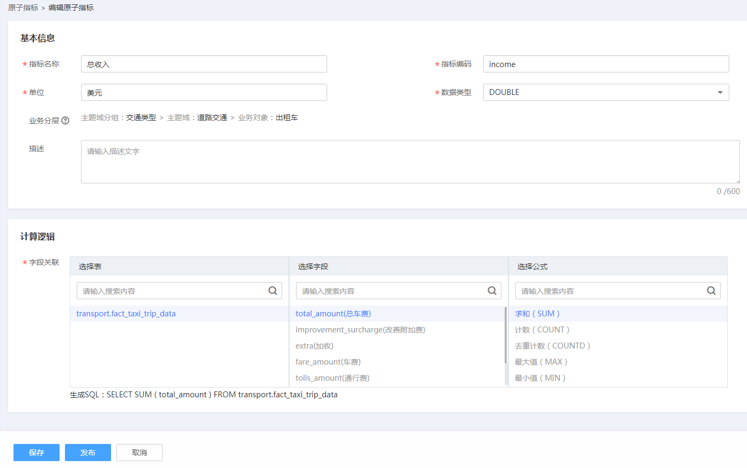 原子指标 > 编辑原子指标
基本信息
* 指标名称 总收入 * 指标编码 income
* 单位 美元 * 数据类型 DOUBLE
业务分层 ? 主题域分组：交通类型 > 主题域：道路交通 > 业务对象：出租车
描述 请输入描述文字
0 /600
计算逻辑
* 字段关联 选择表 选择字段 选择公式
请输入搜索内容 请输入搜索内容 请输入搜索内容
transport.fact_taxi_trip_data total_amount(总车费) 求和 ( SUM )
improvement_surcharge(改善附加费) 计数 ( COUNT )
extra(加收) 去重计数 ( COUNTD )
fare_amount(车费) 最大值 ( MAX )
tolls_amount(通行费) 最小值 ( MIN )
生成SQL：SELECT SUM ( total_amount ) FROM transport.fact_taxi_trip_data
保存 发布 取消